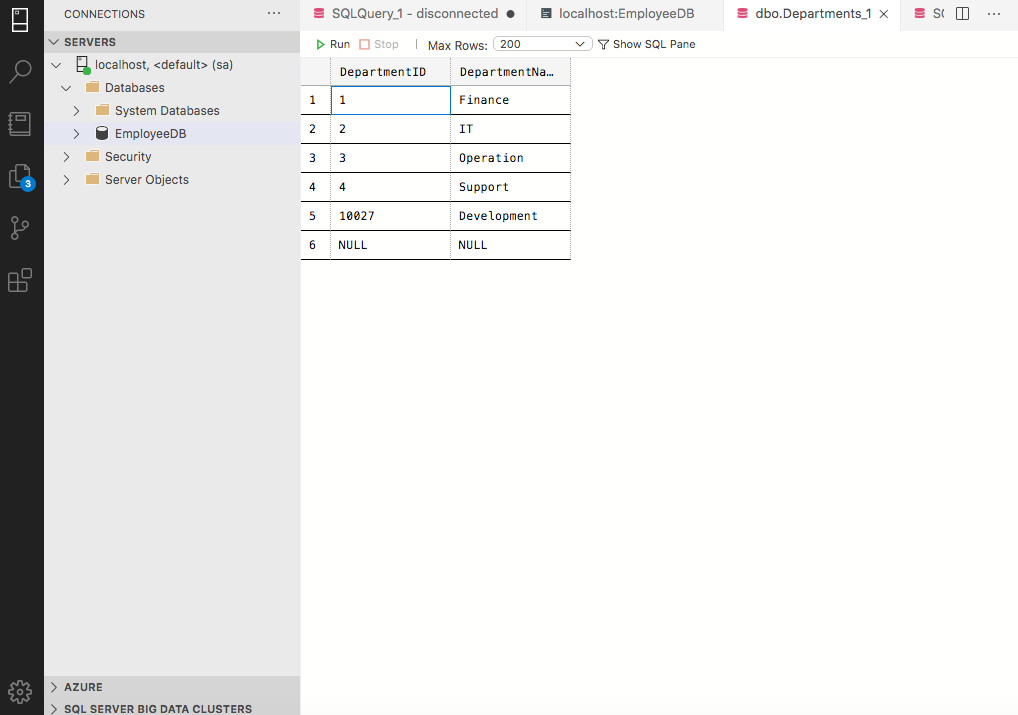 CONNECTIONS
SERVERS
localhost, <default> (sa)
Databases
System Databases
EmployeeDB
Security
Server Objects
3
AZURE
SQL SERVER BIG DATA CLUSTERS
SQLQuery_1 - disconnected
localhost:EmployeeDB
dbo.Departments_1
Run Stop Max Rows: 200 Show SQL Pane
DepartmentID DepartmentNa…
1 1 Finance
2 2 IT
3 3 Operation
4 4 Support
5 10027 Development
6 NULL NULL